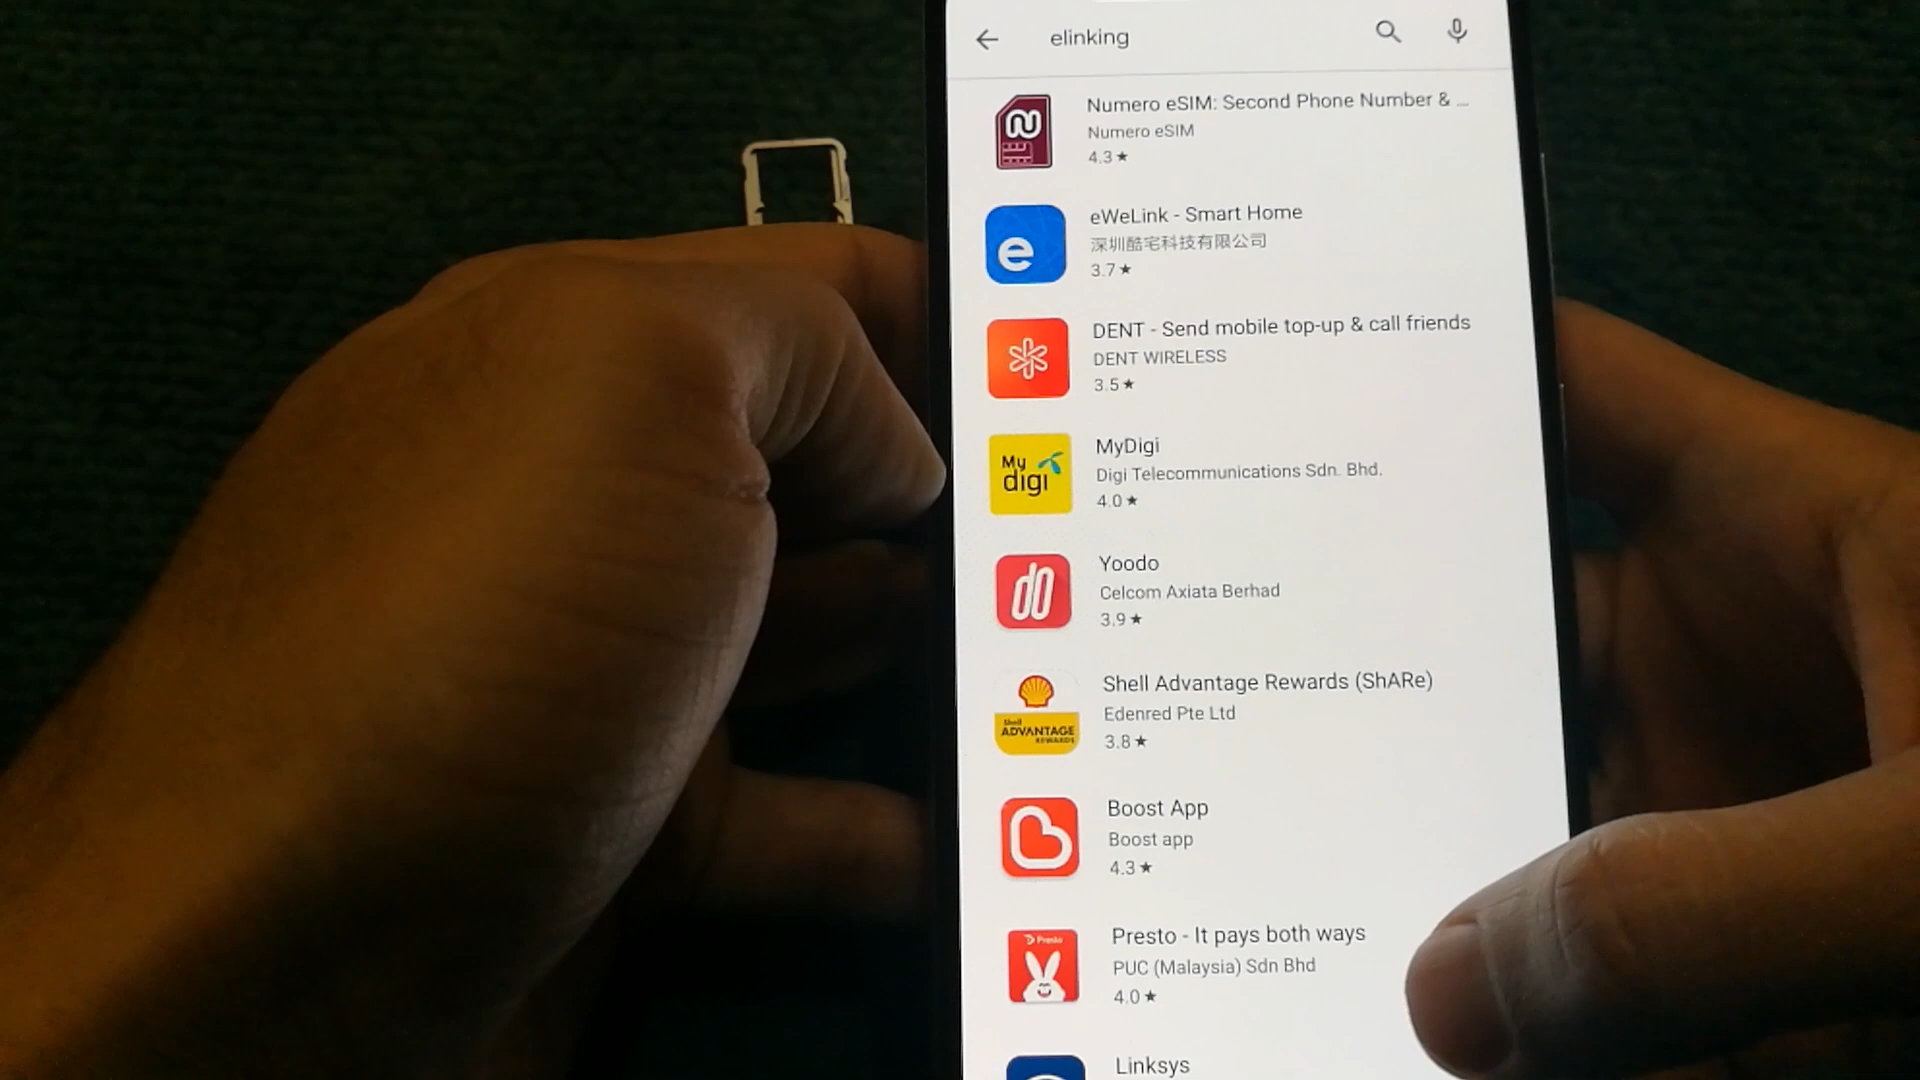 elinking
Numero eSIM: Second Phone Number & ...
Numero eSIM
4.3 ★
eWeLink - Smart Home
深圳酷宅科技有限公司
3.7 ★
DENT - Send mobile top-up & call friends
DENT WIRELESS
3.5 ★
My
digi
MyDigi
Digi Telecommunications Sdn. Bhd.
4.0 ★
Yoodo
Celcom Axiata Berhad
3.9 ★
Shell
ADVANTAGE
REWARDS
Shell Advantage Rewards (ShARe)
Edenred Pte Ltd
3.8 ★
Boost App
Boost app
4.3 ★
Presto
Presto - It pays both ways
PUC (Malaysia) Sdn Bhd
4.0 ★
Linksys